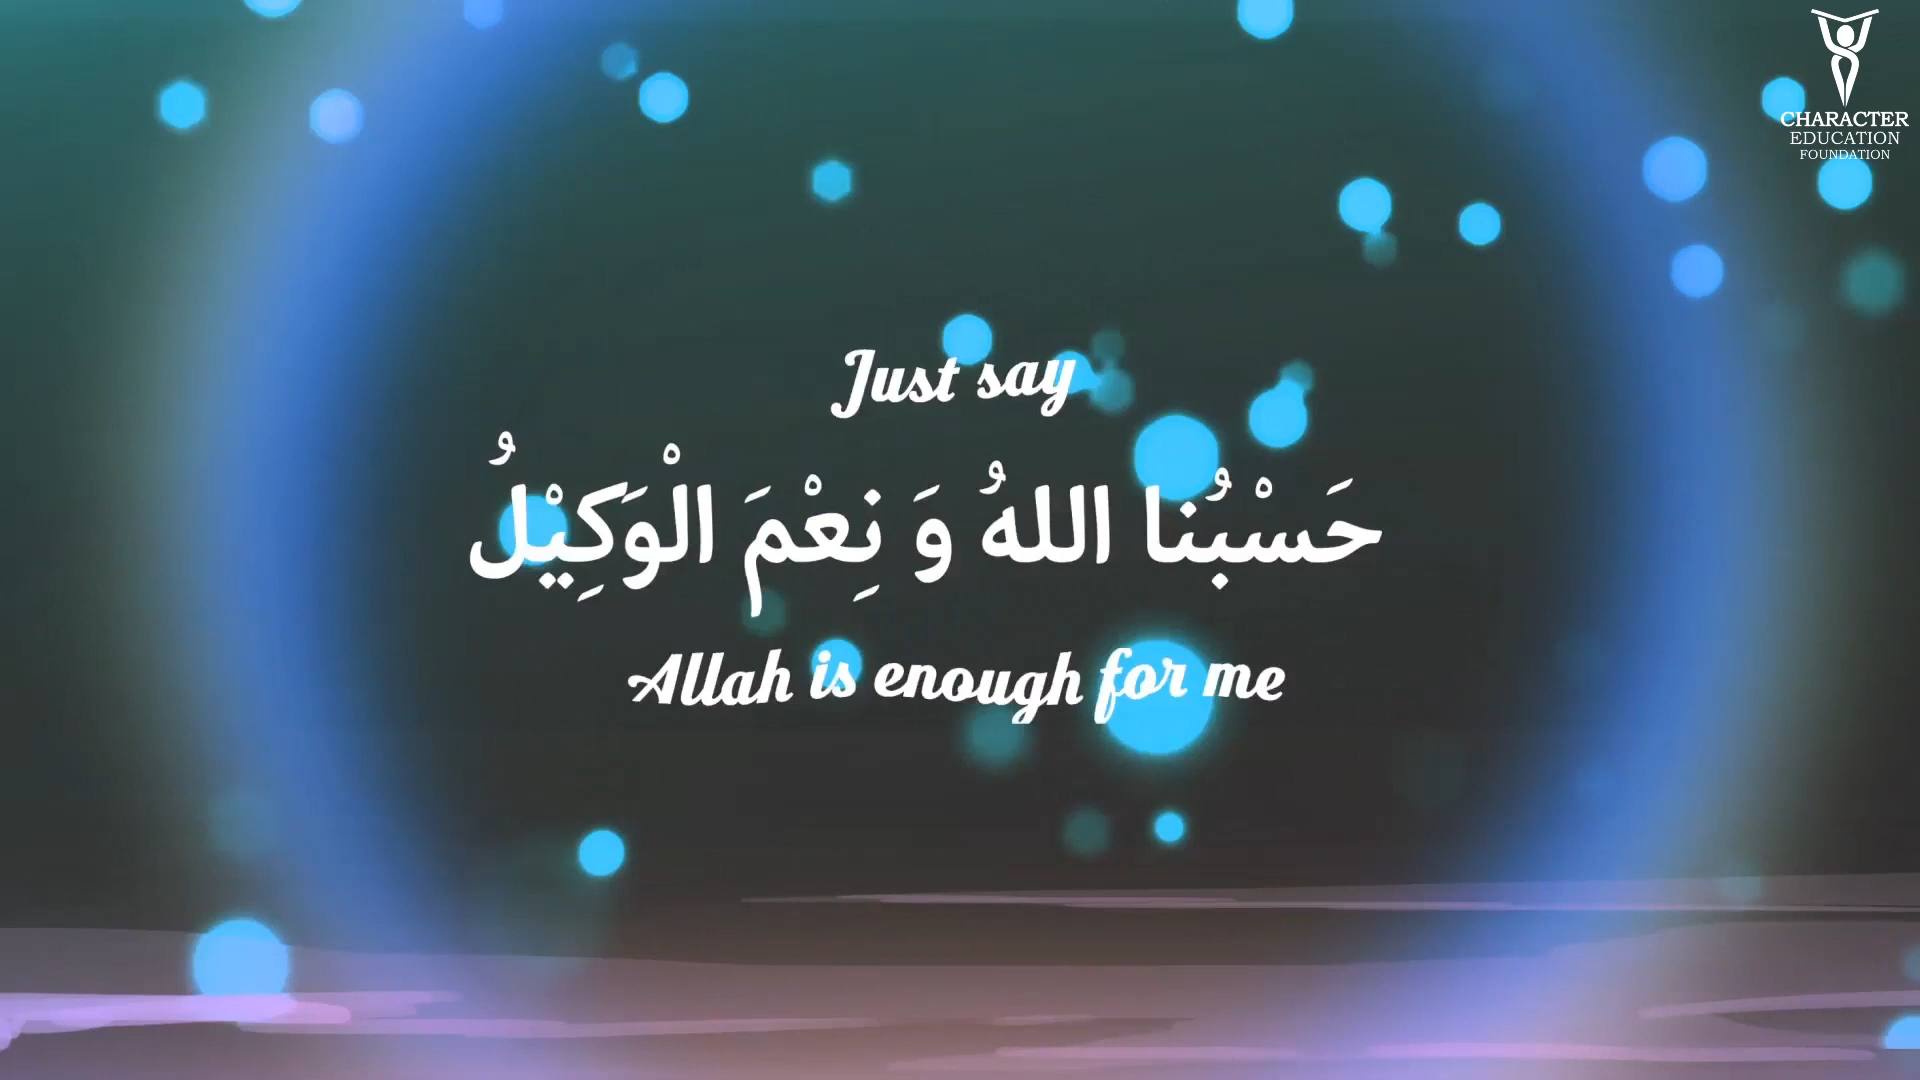 CHARACTER
EDUCATION
FOUNDATION
Just say
حَسْبُنا اللهُ وَ نِعْمَ الْوَكِيْلُ
Allah is enough for me